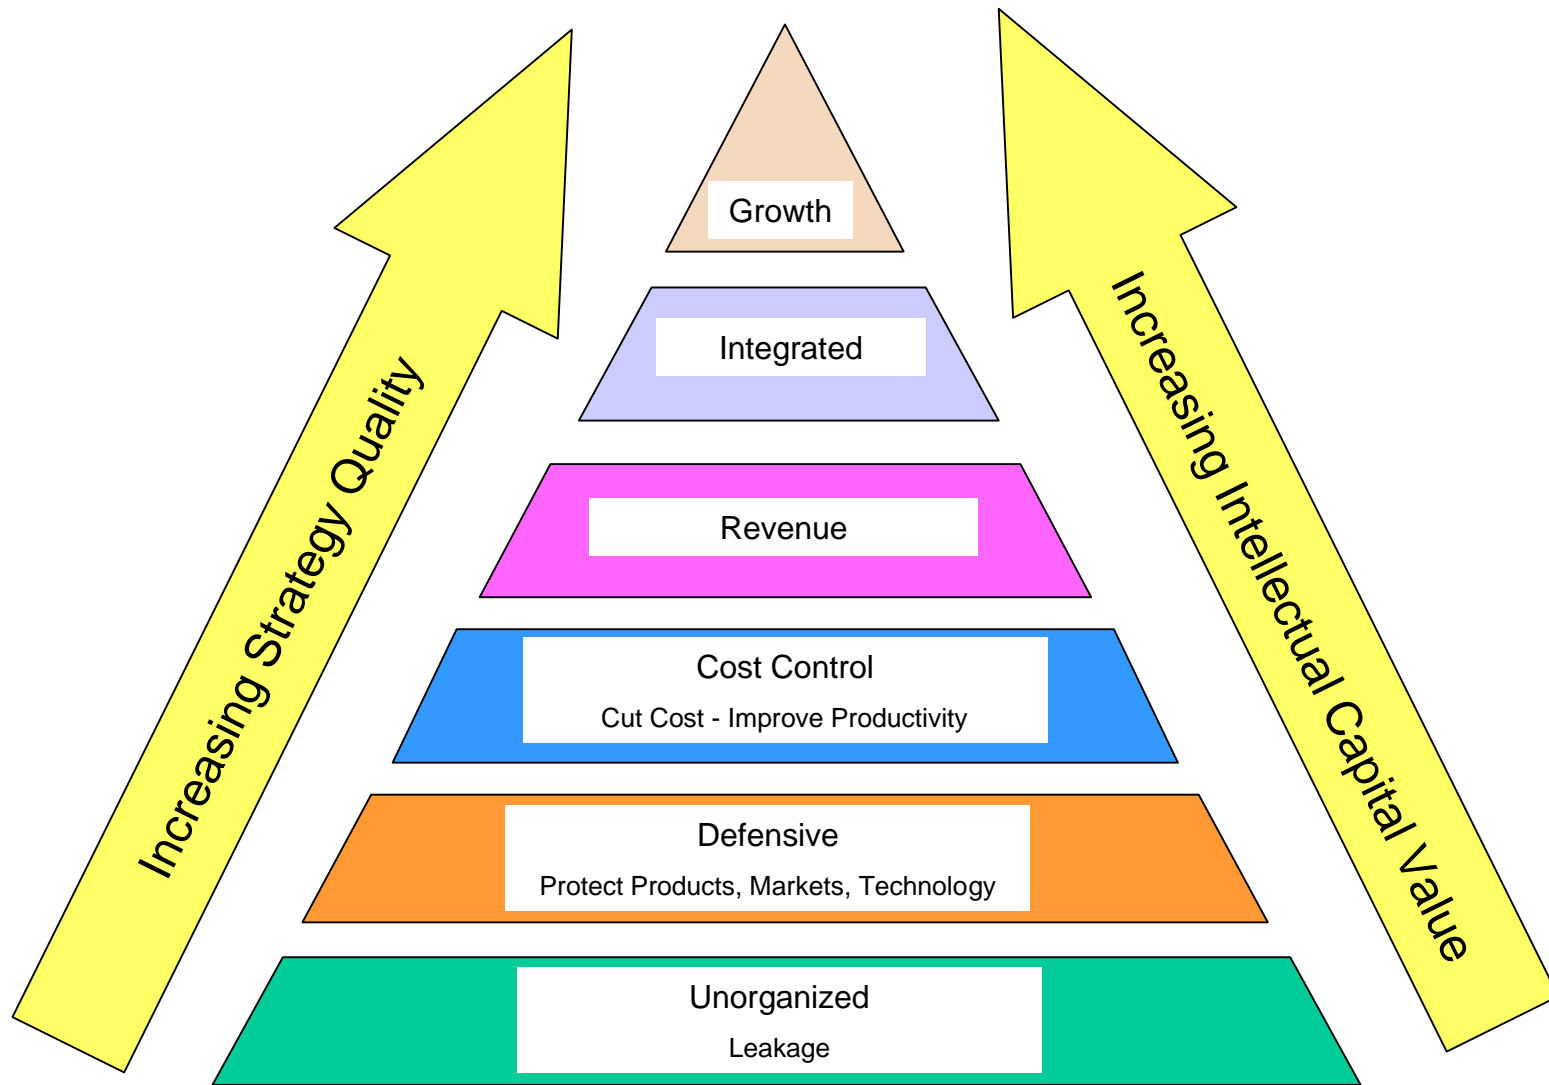 Growth
Integrated
Revenue
Cost Control
Cut Cost - Improve Productivity
Defensive
Protect Products, Markets, Technology
Unorganized
Leakage
Increasing Strategy Quality
Increasing Intellectual Capital Value